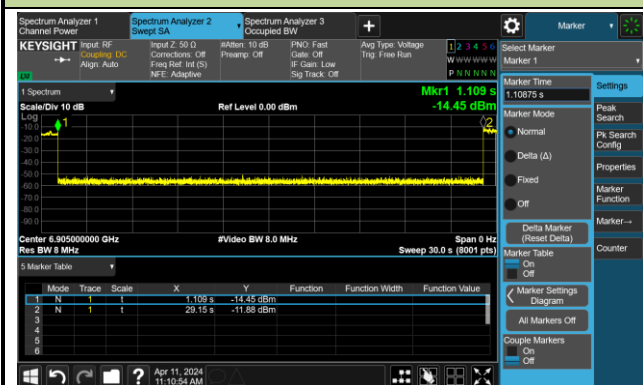 Spectrum Analyzer 1
Channel Power
Spectrum Analyzer 2
Swept SA
Spectrum Analyzer 3
Occupied BW
+
Marker
KEYSIGHT
Input: RF
Coupling: DC
Align: Auto
Input Z: 50 Ω
Corrections: Off
Freq Ref: Int (S)
NFE: Adaptive
#Atten: 10 dB
Preamp: Off
PNO: Fast
Gate: Off
IF Gain: Low
Sig Track: Off
Avg Type: Voltage
Trig: Free Run
1 2 3 4 5 6
W W W W W W
P N N N N N
LW
Select Marker
Marker 1
1 Spectrum
Scale/Div 10 dB
Ref Level 0.00 dBm
Mkr1 1.109 s
-14.45 dBm
Log
-10.0
-20.0
-30.0
-40.0
-50.0
-60.0
-70.0
-80.0
-90.0
1
2
Center 6.905000000 GHz
Res BW 8 MHz
#Video BW 8.0 MHz
Span 0 Hz
Sweep 30.0 s (8001 pts)
5 Marker Table
Mode Trace Scale X Y Function Function Width Function Value
1 N 1 t 1.109 s -14.45 dBm
2 N 1 t 29.15 s -11.88 dBm
3
4
5
6
Marker Time
1.10875 s
Marker Mode
Normal
Delta (Δ)
Fixed
Off
Delta Marker
(Reset Delta)
Marker Table
On
Off
Marker Settings
Diagram
All Markers Off
Couple Markers
On
Off
Settings
Peak
Search
Pk Search
Config
Properties
Marker
Function
Marker→
Counter
?
Apr 11, 2024
11:10:54 AM